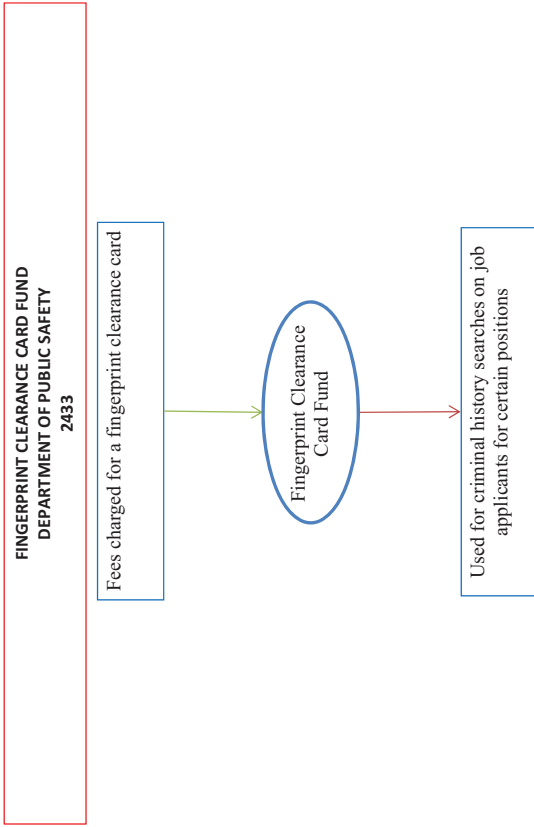 FINGERPRINT CLEARANCE CARD FUND
DEPARTMENT OF PUBLIC SAFETY
2433
Fees charged for a fingerprint clearance card
Fingerprint Clearance
Card Fund
Used for criminal history searches on job
applicants for certain positions